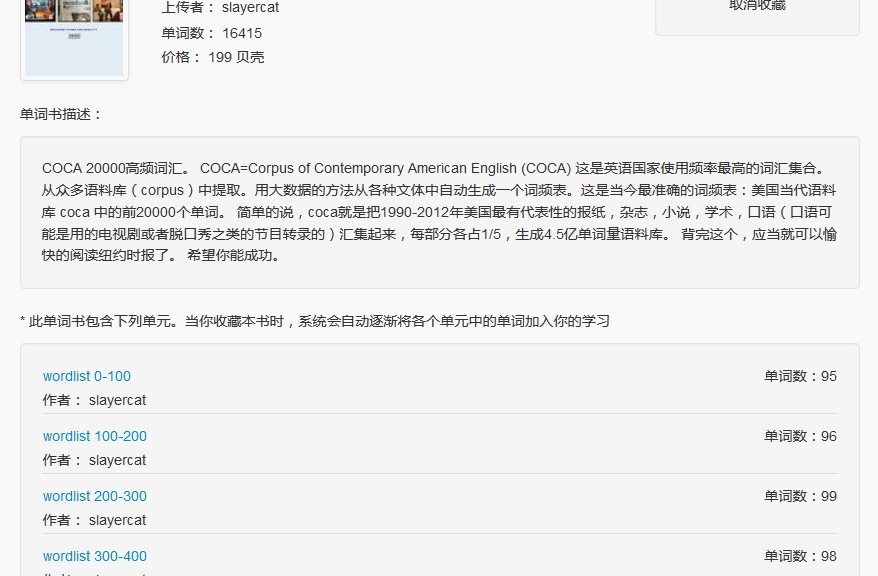 上传者： slayercat
取消收藏
单词数： 16415
价格： 199 贝壳
单词书描述：
COCA 20000高频词汇。 COCA=Corpus of Contemporary American English (COCA) 这是英语国家使用频率最高的词汇集合。
从众多语料库（corpus）中提取。用大数据的方法从各种文体中自动生成一个词频表。这是当今最准确的词频表：美国当代语料
库 coca 中的前20000个单词。 简单的说，coca就是把1990-2012年美国最有代表性的报纸，杂志，小说，学术，口语（口语可
能是用的电视剧或者脱口秀之类的节目转录的）汇集起来，每部分各占1/5，生成4.5亿单词量语料库。 背完这个，应当就可以愉
快的阅读纽约时报了。 希望你能成功。
* 此单词书包含下列单元。当你收藏本书时，系统会自动逐渐将各个单元中的单词加入你的学习
wordlist 0-100 单词数：95
作者： slayercat
wordlist 100-200 单词数：96
作者： slayercat
wordlist 200-300 单词数：99
作者： slayercat
wordlist 300-400 单词数：98